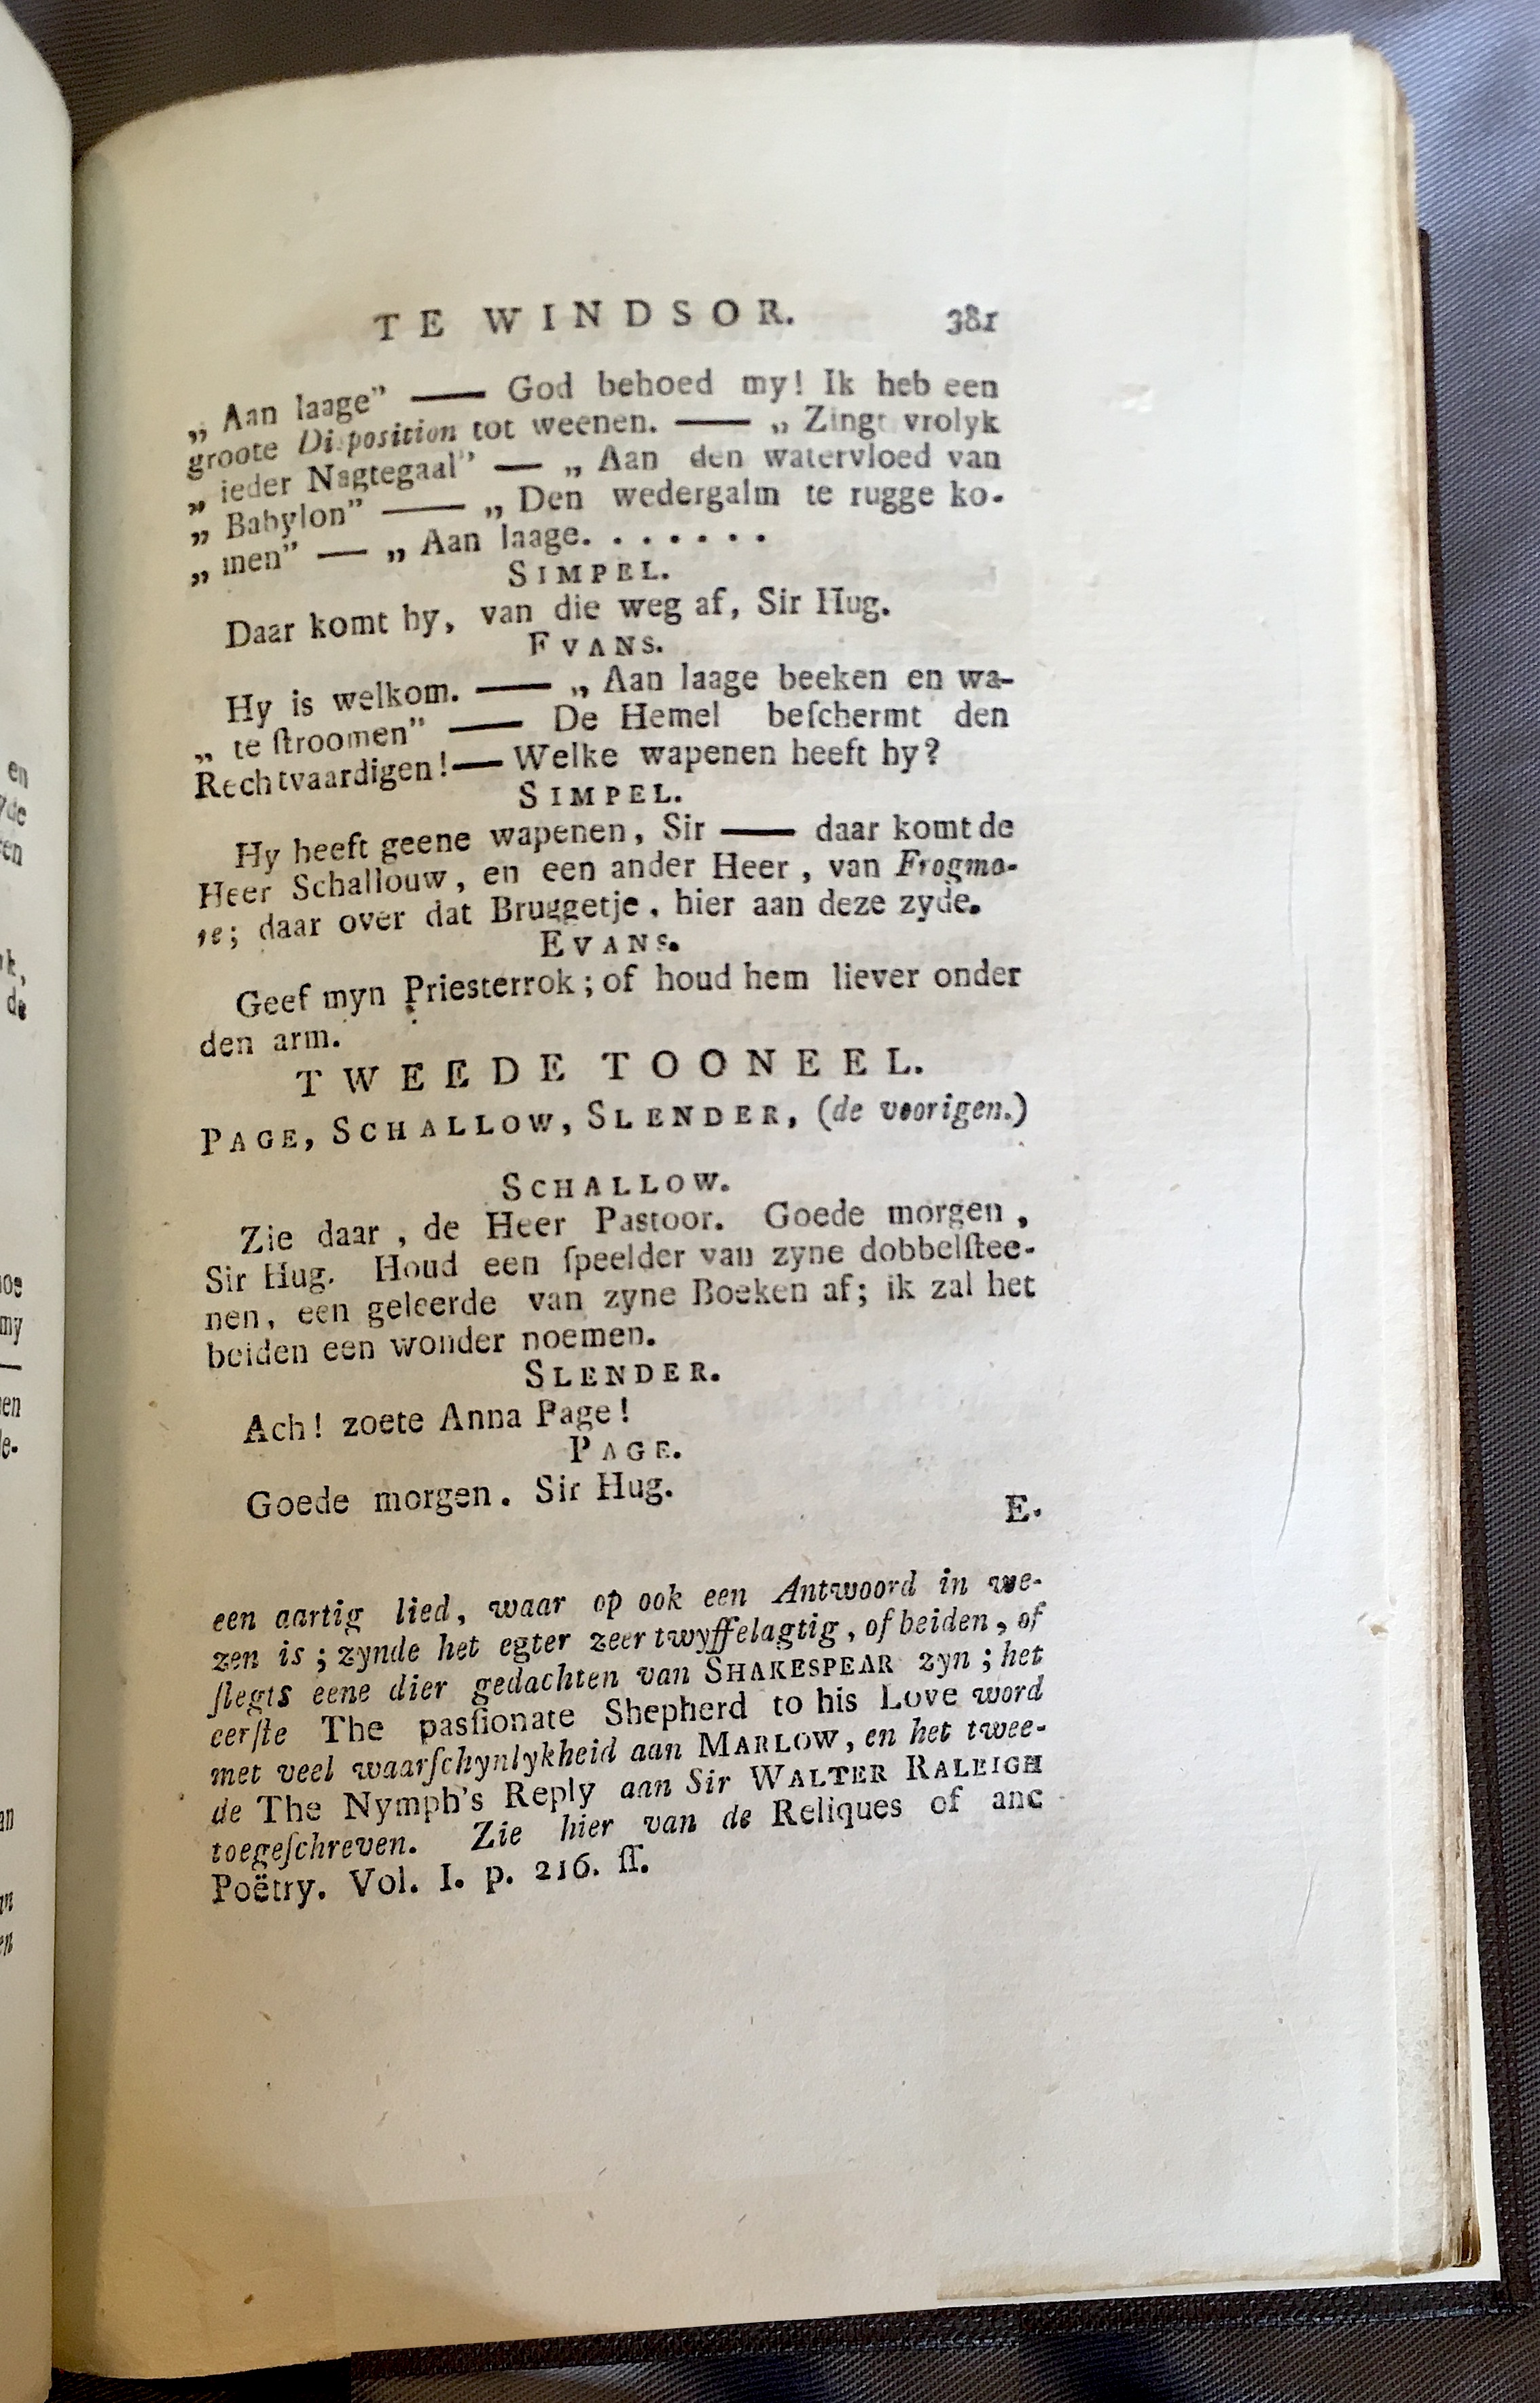 TE WINDSOR. 381
„ Aan laage” —— God behoed my! Ik heb een
groote Disposition tot weenen. —— „ Zingt vrolyk
„ ieder Nagtegaal” — „ Aan den watervloed van
„ Babylon” —— „ Den wedergalm te rugge ko-
„ men” — „ Aan laage. . . . . . . .
SIMPEL.
Daar komt hy, van die weg af, Sir Hug.
EVANS.
Hy is welkom. —— „ Aan laage beeken en wa-
„ te ſtroomen” —— De Hemel beſchermt den
Rechtvaardigen!— Welke wapenen heeft hy?
SIMPEL.
Hy heeft geene wapenen, Sir —— daar komt de
Heer Schallouw, en een ander Heer, van Frogmo-
re; daar over dat Bruggetje, hier aan deze zyde.
EVANS.
Geef myn Priesterrok; of houd hem liever onder
den arm.
TWEEDE TOONEEL.
PAGE, SCHALLOW, SLENDER, (de voorigen.)
SCHALLOW.
Zie daar, de Heer Pastoor. Goede morgen,
Sir Hug. Houd een ſpeelder van zyne dobbelſtee-
nen, een geleerde van zyne Boeken af; ik zal het
beiden een wonder noemen.
SLENDER.
Ach! zoete Anna Page!
PAGE.
Goede morgen. Sir Hug.
E.
een aartig lied, waar op ook een Antwoord in we-
zen is; zynde het egter zeer twyffelagtig, of beiden, of
ſlegts eene dier gedachten van SHAKESPEAR zyn; het
eerſte The pasſionate Shepherd to his Love word
met veel waarſchynlykheid aan MARLOW, en het twee-
de The Nymph's Reply aan Sir WALTER RALEIGH
toegeſchreven. Zie hier van de Reliques of anc
Poëtry. Vol. I. p. 216. ſſ.